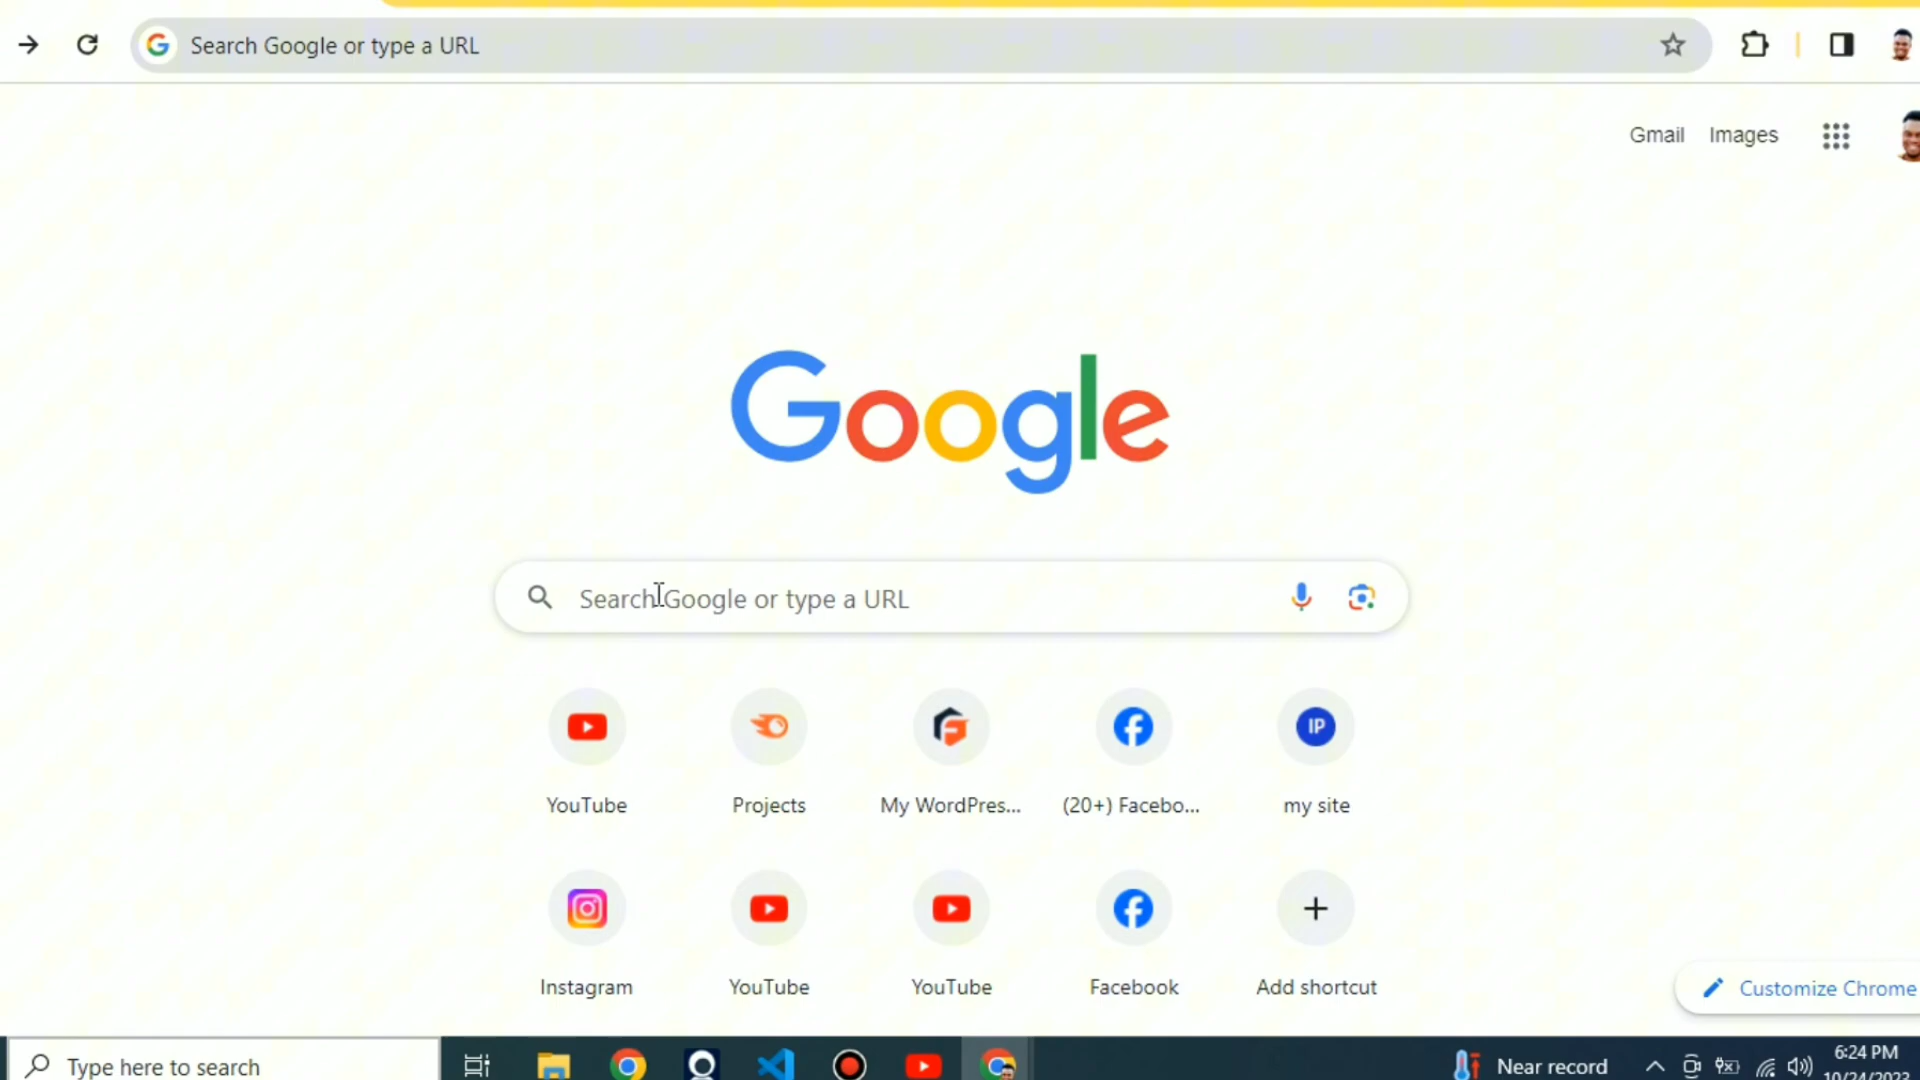 Search Google or type a URL
Gmail Images
Google
Search Google or type a URL
YouTube Projects My WordPres... (20+) Facebo... IP my site
Instagram YouTube YouTube Facebook Add shortcut
Customize Chrome
Type here to search
Near record
6:24 PM